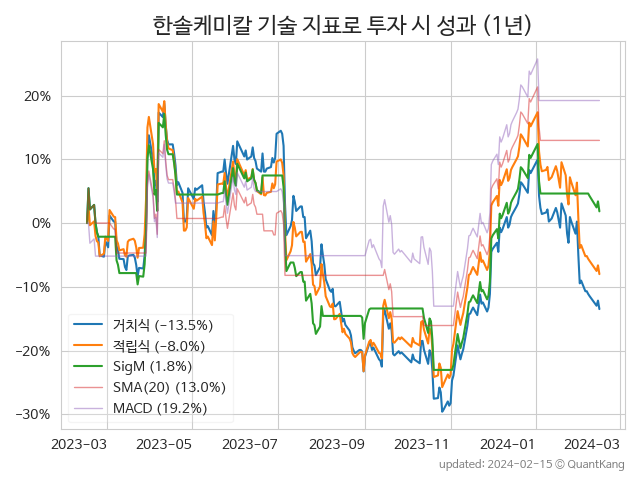 한솔케미칼 기술 지표로 투자 시 성과 (1년)
20%
10%
0%
−10%
−20%
−30%
거치식 (−13.5%)
적립식 (−8.0%)
SigM (1.8%)
SMA(20) (13.0%)
MACD (19.2%)
2023-03 2023-05 2023-07 2023-09 2023-11 2024-01 2024-03
updated: 2024-02-15 © QuantKang